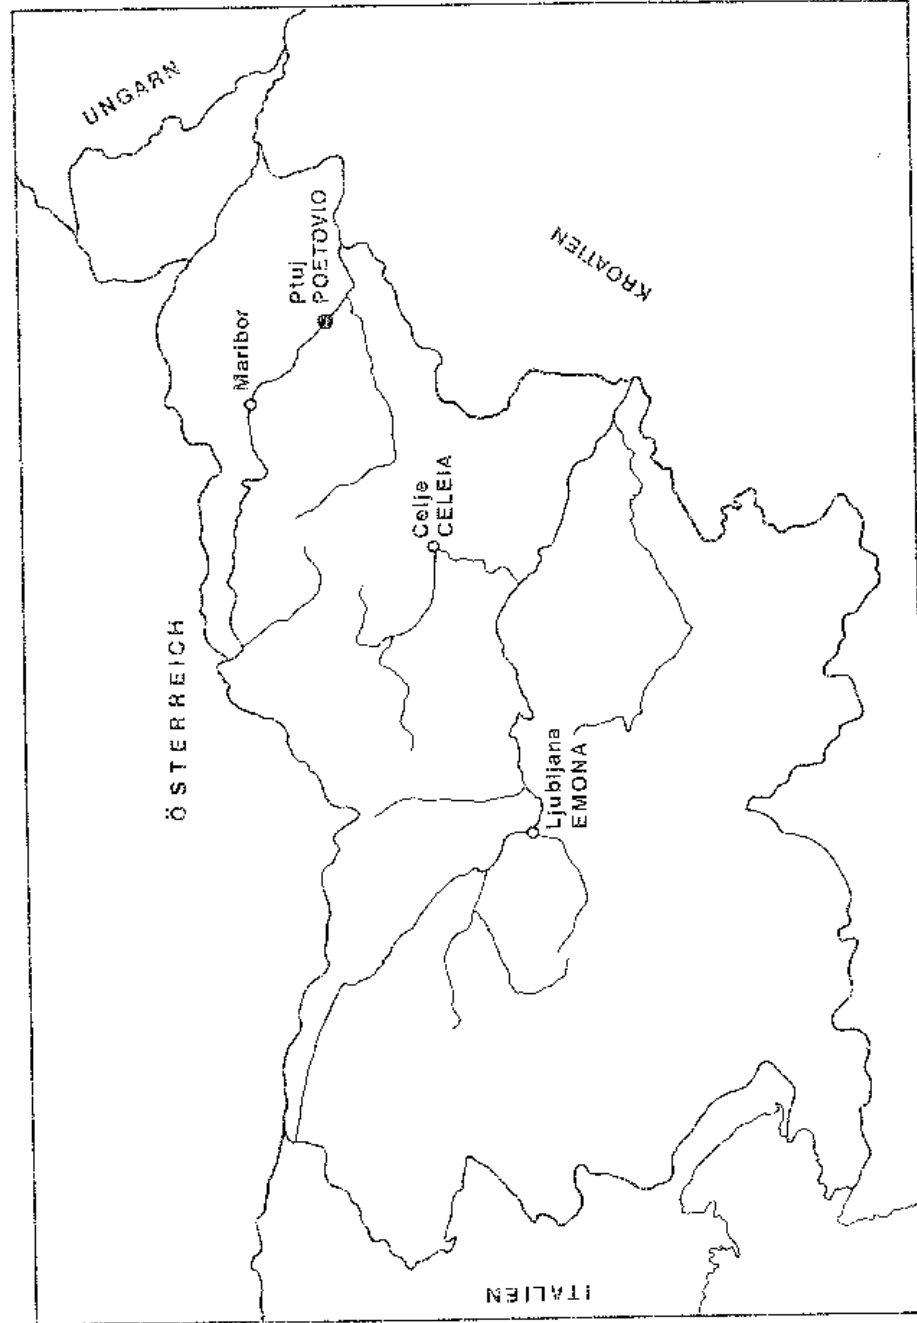 UNGARN
ÖSTERREICH
Maribor
Ptuj
POETOVIO
Celje
CELEIA
KROATIEN
Ljubljana
EMONA
ITALIEN